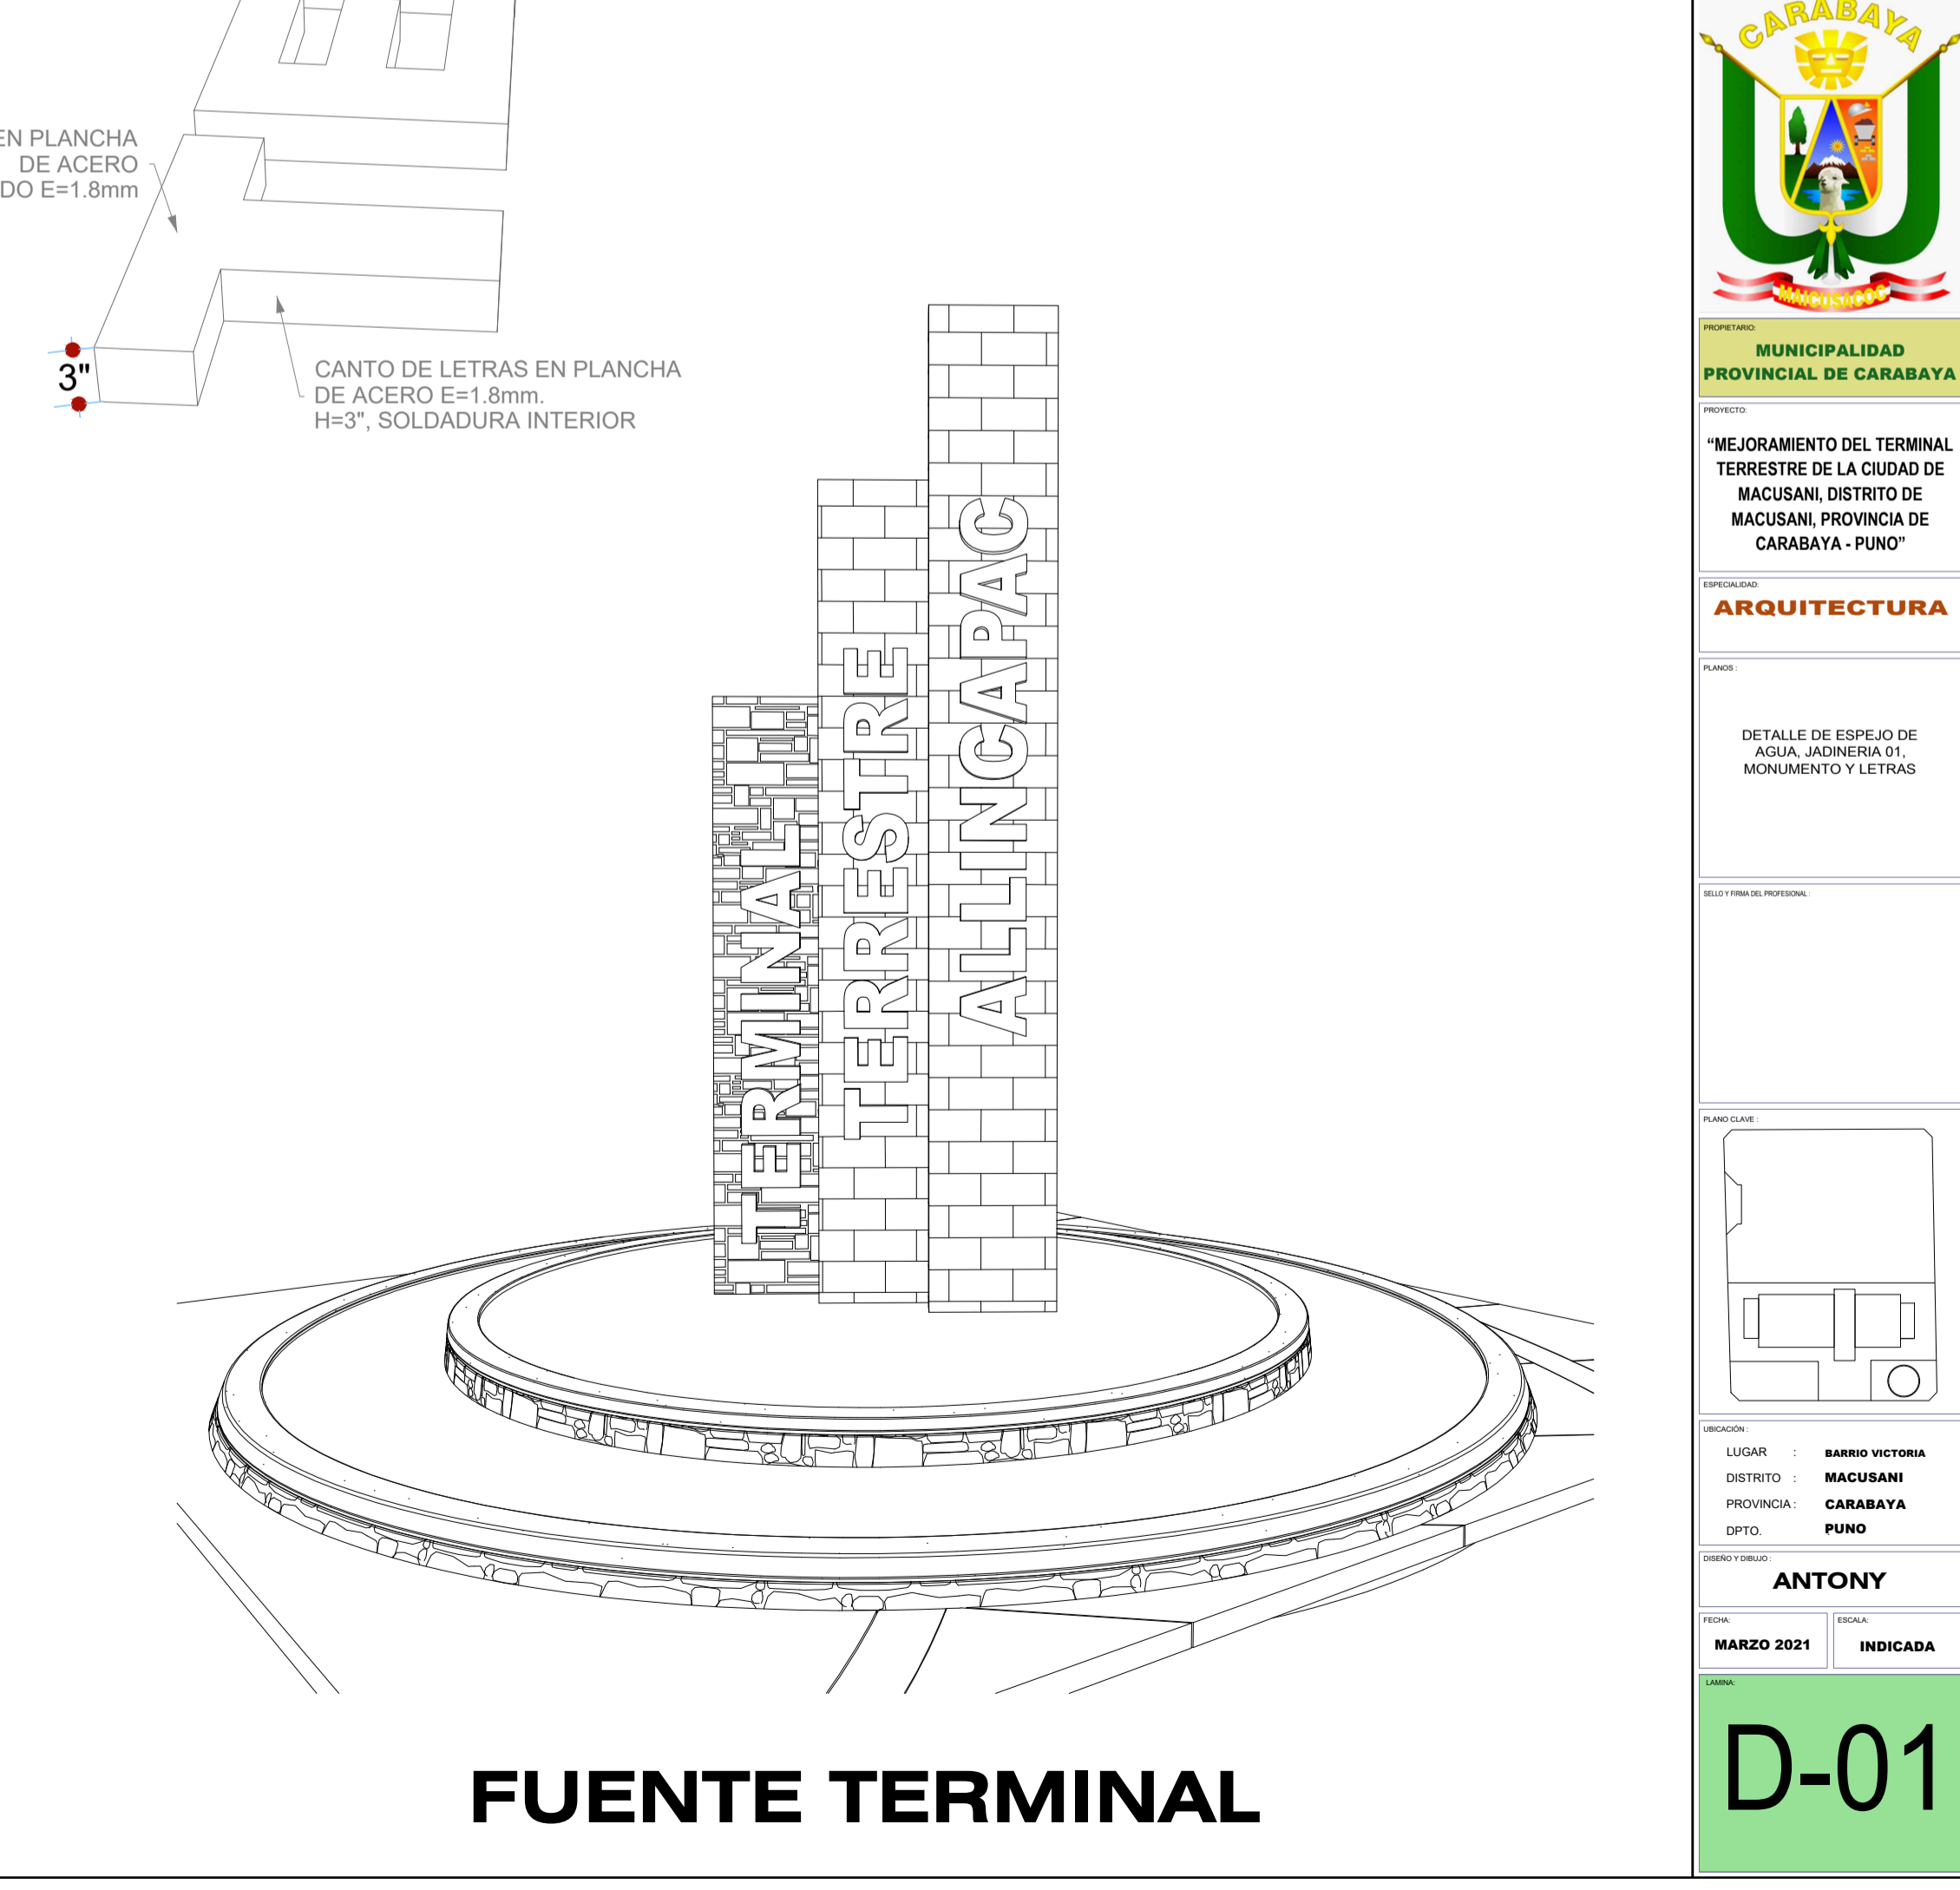 EN PLANCHA
DE ACERO
DO E=1.8mm
3"
CANTO DE LETRAS EN PLANCHA
DE ACERO E=1.8mm.
H=3", SOLDADURA INTERIOR
TERMINAL
TERRESTRE
ALLINCAPAC
FUENTE TERMINAL
CARABAYA
MAICUSACOC
PROPIETARIO:
MUNICIPALIDAD
PROVINCIAL DE CARABAYA
PROYECTO:
“MEJORAMIENTO DEL TERMINAL
TERRESTRE DE LA CIUDAD DE
MACUSANI, DISTRITO DE
MACUSANI, PROVINCIA DE
CARABAYA - PUNO”
ESPECIALIDAD:
ARQUITECTURA
PLANOS :
DETALLE DE ESPEJO DE
AGUA, JADINERIA 01,
MONUMENTO Y LETRAS
SELLO Y FIRMA DEL PROFESIONAL :
PLANO CLAVE :
UBICACIÓN :
LUGAR : BARRIO VICTORIA
DISTRITO : MACUSANI
PROVINCIA : CARABAYA
DPTO. PUNO
DISEÑO Y DIBUJO :
ANTONY
FECHA:
MARZO 2021
ESCALA:
INDICADA
LAMINA:
D-01